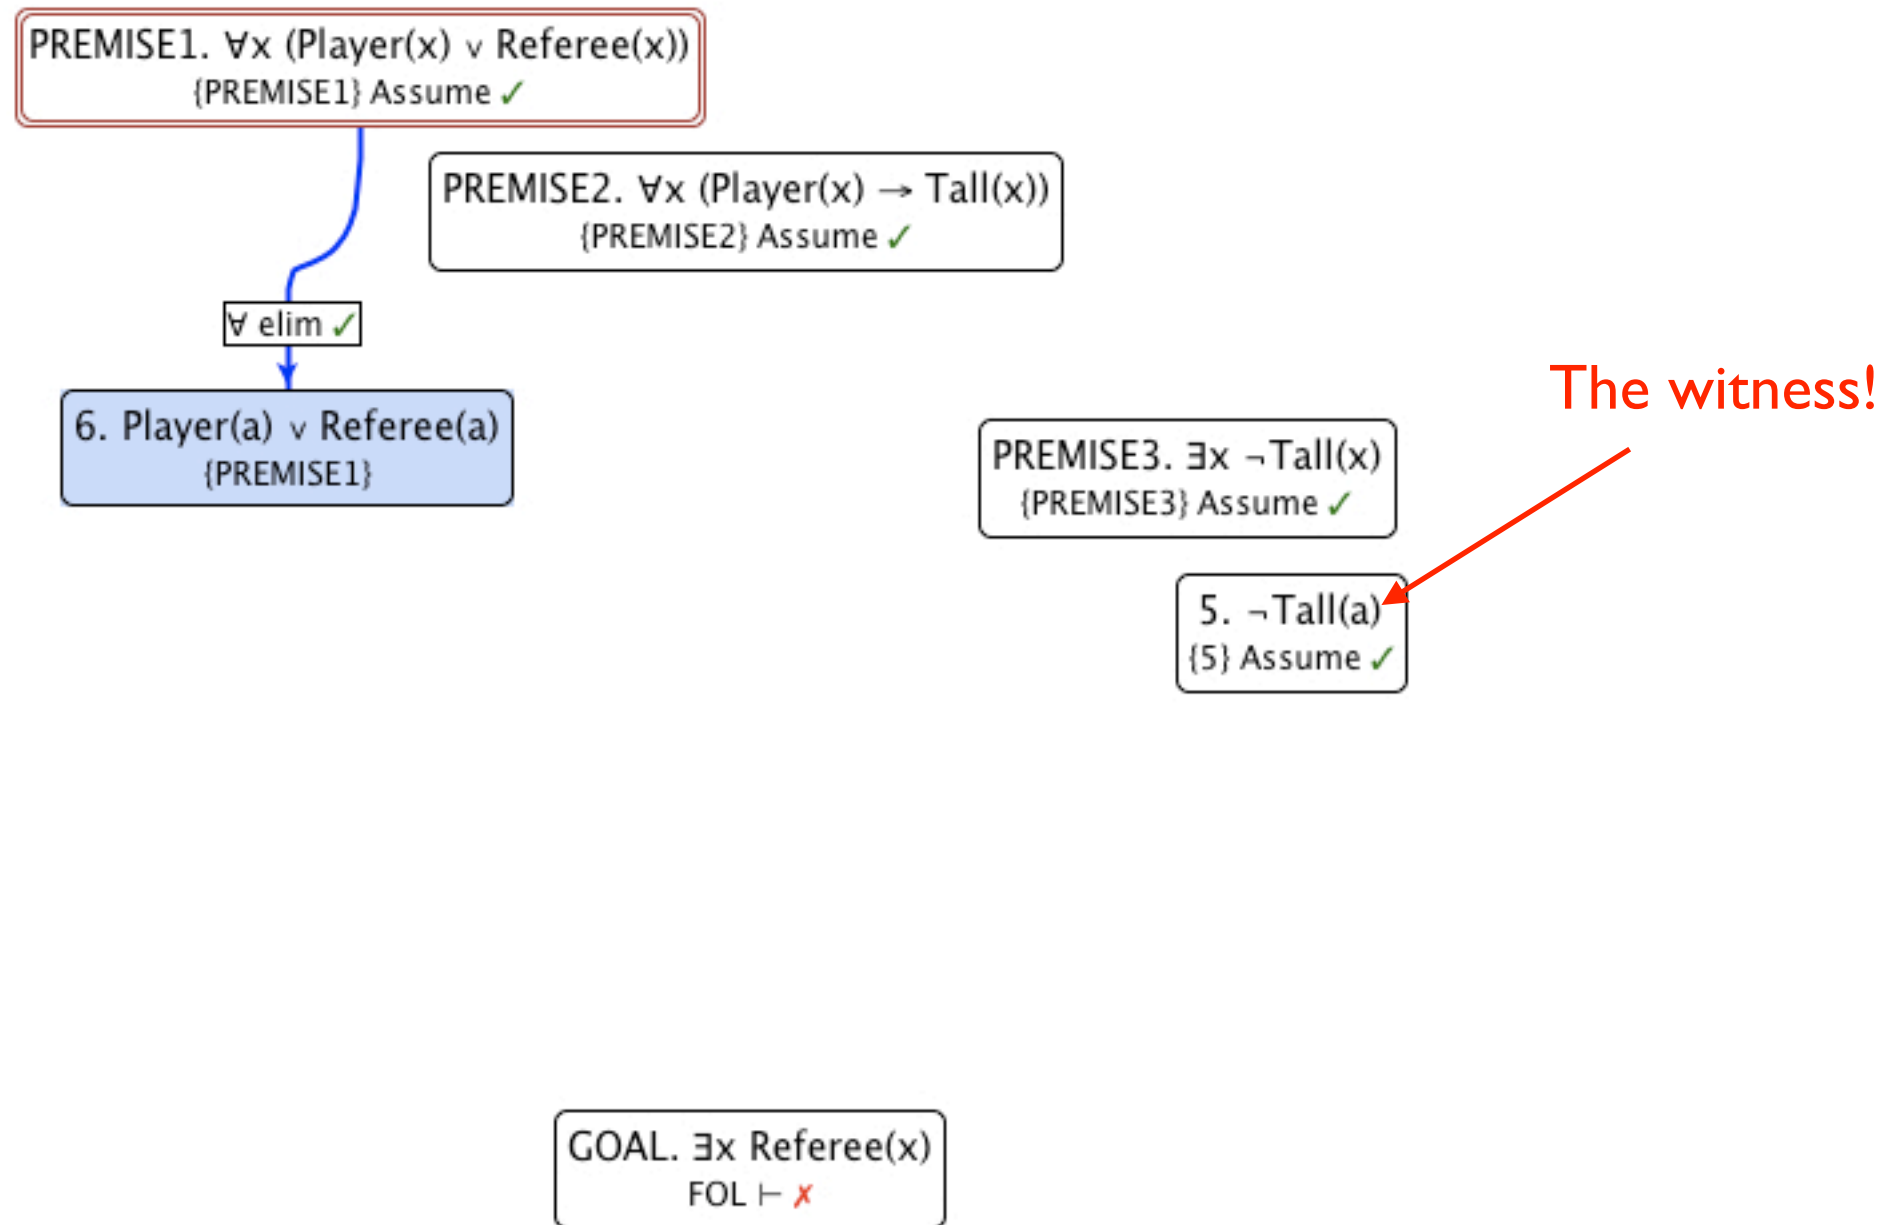 PREMISE1. ∀x (Player(x) ∨ Referee(x))
{PREMISE1} Assume ✓
PREMISE2. ∀x (Player(x) → Tall(x))
{PREMISE2} Assume ✓
∀ elim ✓
6. Player(a) ∨ Referee(a)
{PREMISE1}
The witness!
PREMISE3. ∃x ¬Tall(x)
{PREMISE3} Assume ✓
5. ¬Tall(a)
{5} Assume ✓
GOAL. ∃x Referee(x)
FOL ⊢ ✗